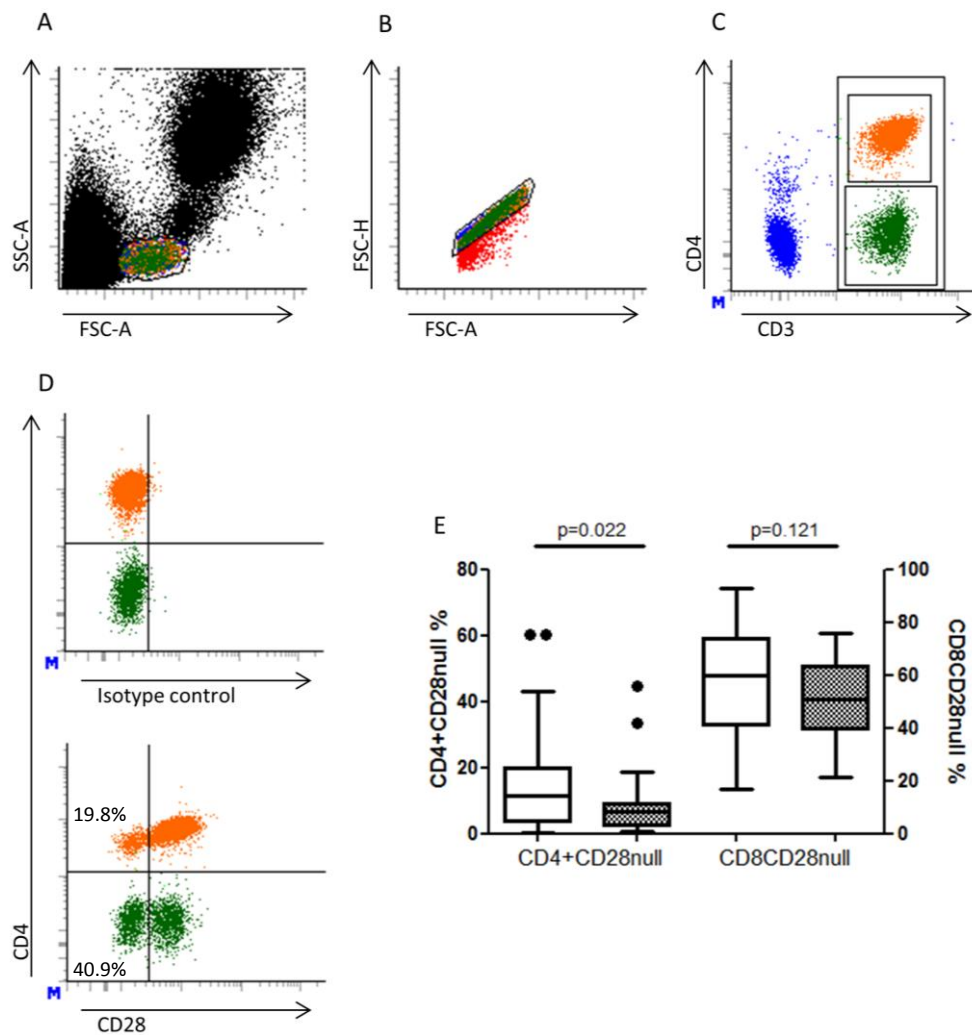 A
SSC-A
FSC-A
B
FSC-H
FSC-A
C
CD4
CD3
M
D
Isotype control
M
19.8%
40.9%
CD4
CD28
M
E
p=0.022
p=0.121
80
60
40
20
0
CD4+CD28null %
100
80
60
40
20
0
CD8CD28null %
CD4+CD28null
CD8CD28null